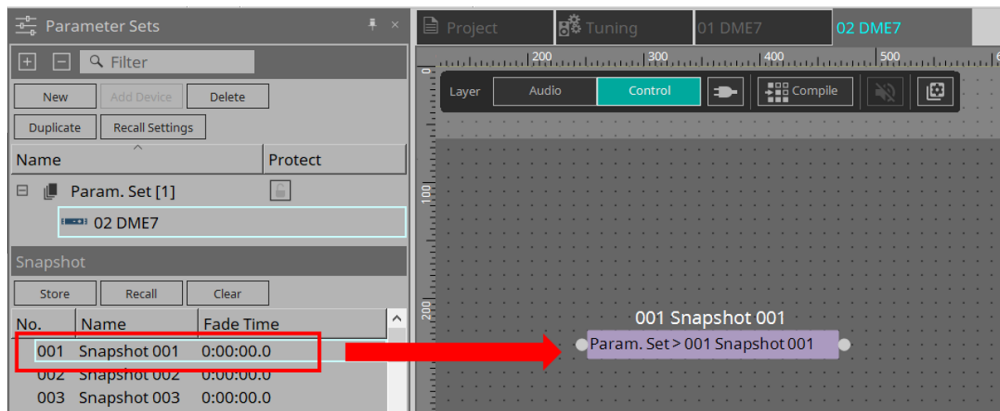 Parameter Sets
Filter
New Add Device Delete
Duplicate Recall Settings
Name Protect
Param. Set [1]
02 DME7
Snapshot
Store Recall Clear
No. Name Fade Time
001 Snapshot 001 0:00:00.0
002 Snapshot 002 0:00:00.0
003 Snapshot 003 0:00:00.0
Project Tuning 01 DME7 02 DME7
200 300 400 500
Layer Audio Control Compile
100
200
001 Snapshot 001
Param. Set > 001 Snapshot 001